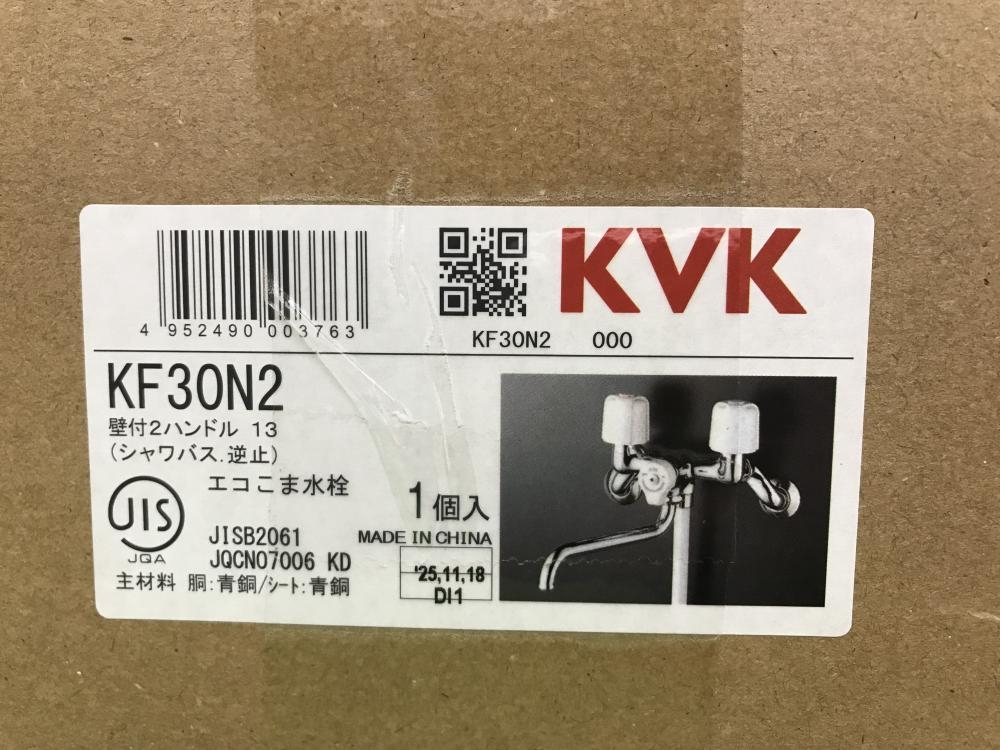 KVK
4 952490 003763
KF30N2 000
KF30N2
壁付2ハンドル 13
(シャワバス.逆止)
エコこま水栓
1個入
JIS
JQA
JISB2061
JQCN07006 KD
MADE IN CHINA
主材料 胴:青銅/シート:青銅
'25,11,18
DI1